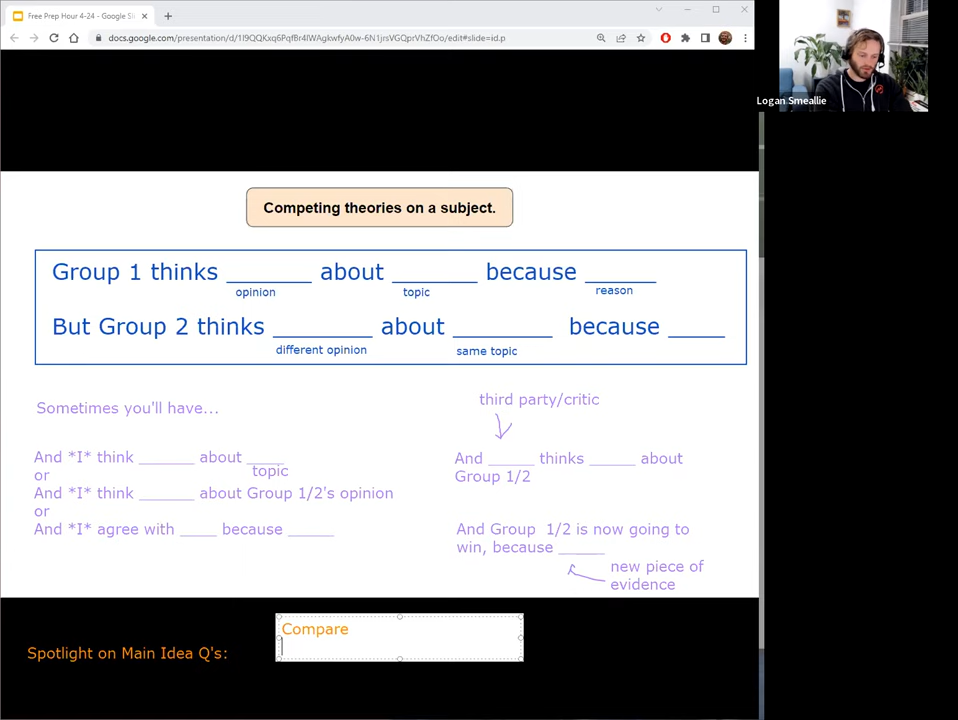 Free Prep Hour 4-24 - Google Sli
docs.google.com/presentation/d/1I9QQKxq6PqfBr4lWAgkwfyA0w-6N1jrsVGQprVhZfOo/edit#slide=id.p
Logan Smeallie
Competing theories on a subject.
Group 1 thinks _______ about _______ because ______
opinion topic reason
But Group 2 thinks ________ about ________ because _____
different opinion same topic
Sometimes you'll have...
And *I* think ______ about ____
topic
or
And *I* think ______ about Group 1/2's opinion
or
And *I* agree with ____ because _____
third party/critic
And _____ thinks _____ about
Group 1/2
And Group 1/2 is now going to
win, because _____
new piece of
evidence
Spotlight on Main Idea Q's:
Compare